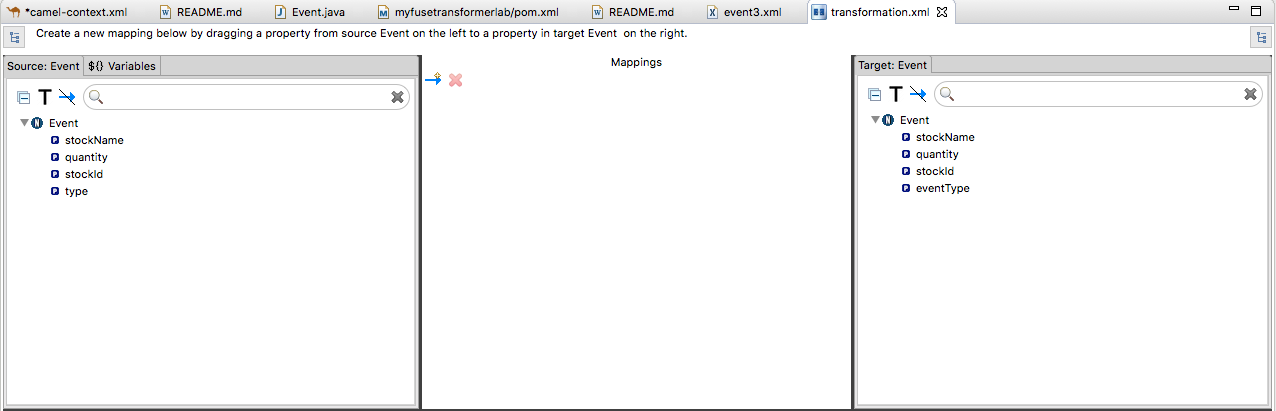 *camel-context.xml README.md Event.java myfusetransformerlab/pom.xml README.md event3.xml transformation.xml
Create a new mapping below by dragging a property from source Event on the left to a property in target Event on the right.
Source: Event ${} Variables
T
Event
stockName
quantity
stockId
type
Mappings
Target: Event
T
Event
stockName
quantity
stockId
eventType